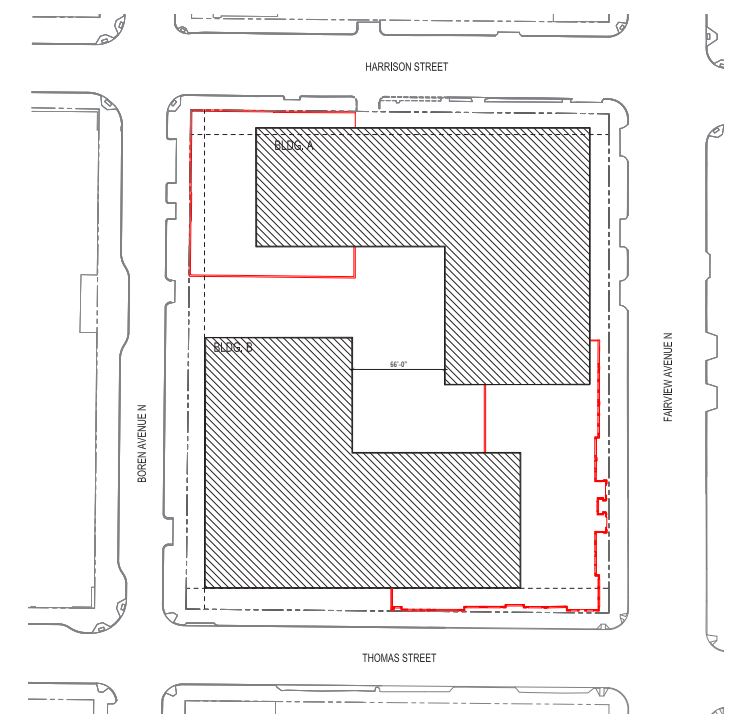 HARRISON STREET
BLDG, A
BLDG, B
66'-0"
BOREN AVENUE N
FAIRVIEW AVENUE N
THOMAS STREET